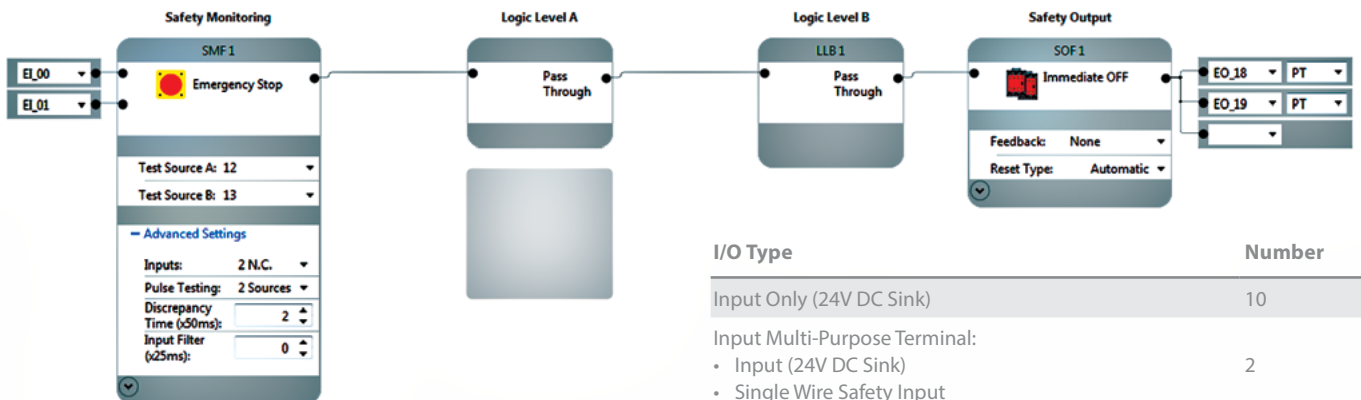 Safety Monitoring
Logic Level A
Logic Level B
Safety Output
SMF 1
EI_00
EI_01
Emergency Stop
Test Source A: 12
Test Source B: 13
Advanced Settings
Inputs: 2 N.C.
Pulse Testing: 2 Sources
Discrepancy
Time (x50ms): 2
Input Filter
(x25ms): 0
Pass
Through
LLB 1
Pass
Through
SOF 1
Immediate OFF
Feedback: None
Reset Type: Automatic
EO_18 PT
EO_19 PT
I/O Type Number
Input Only (24V DC Sink) 10
Input Multi-Purpose Terminal:
• Input (24V DC Sink) 2
• Single Wire Safety Input